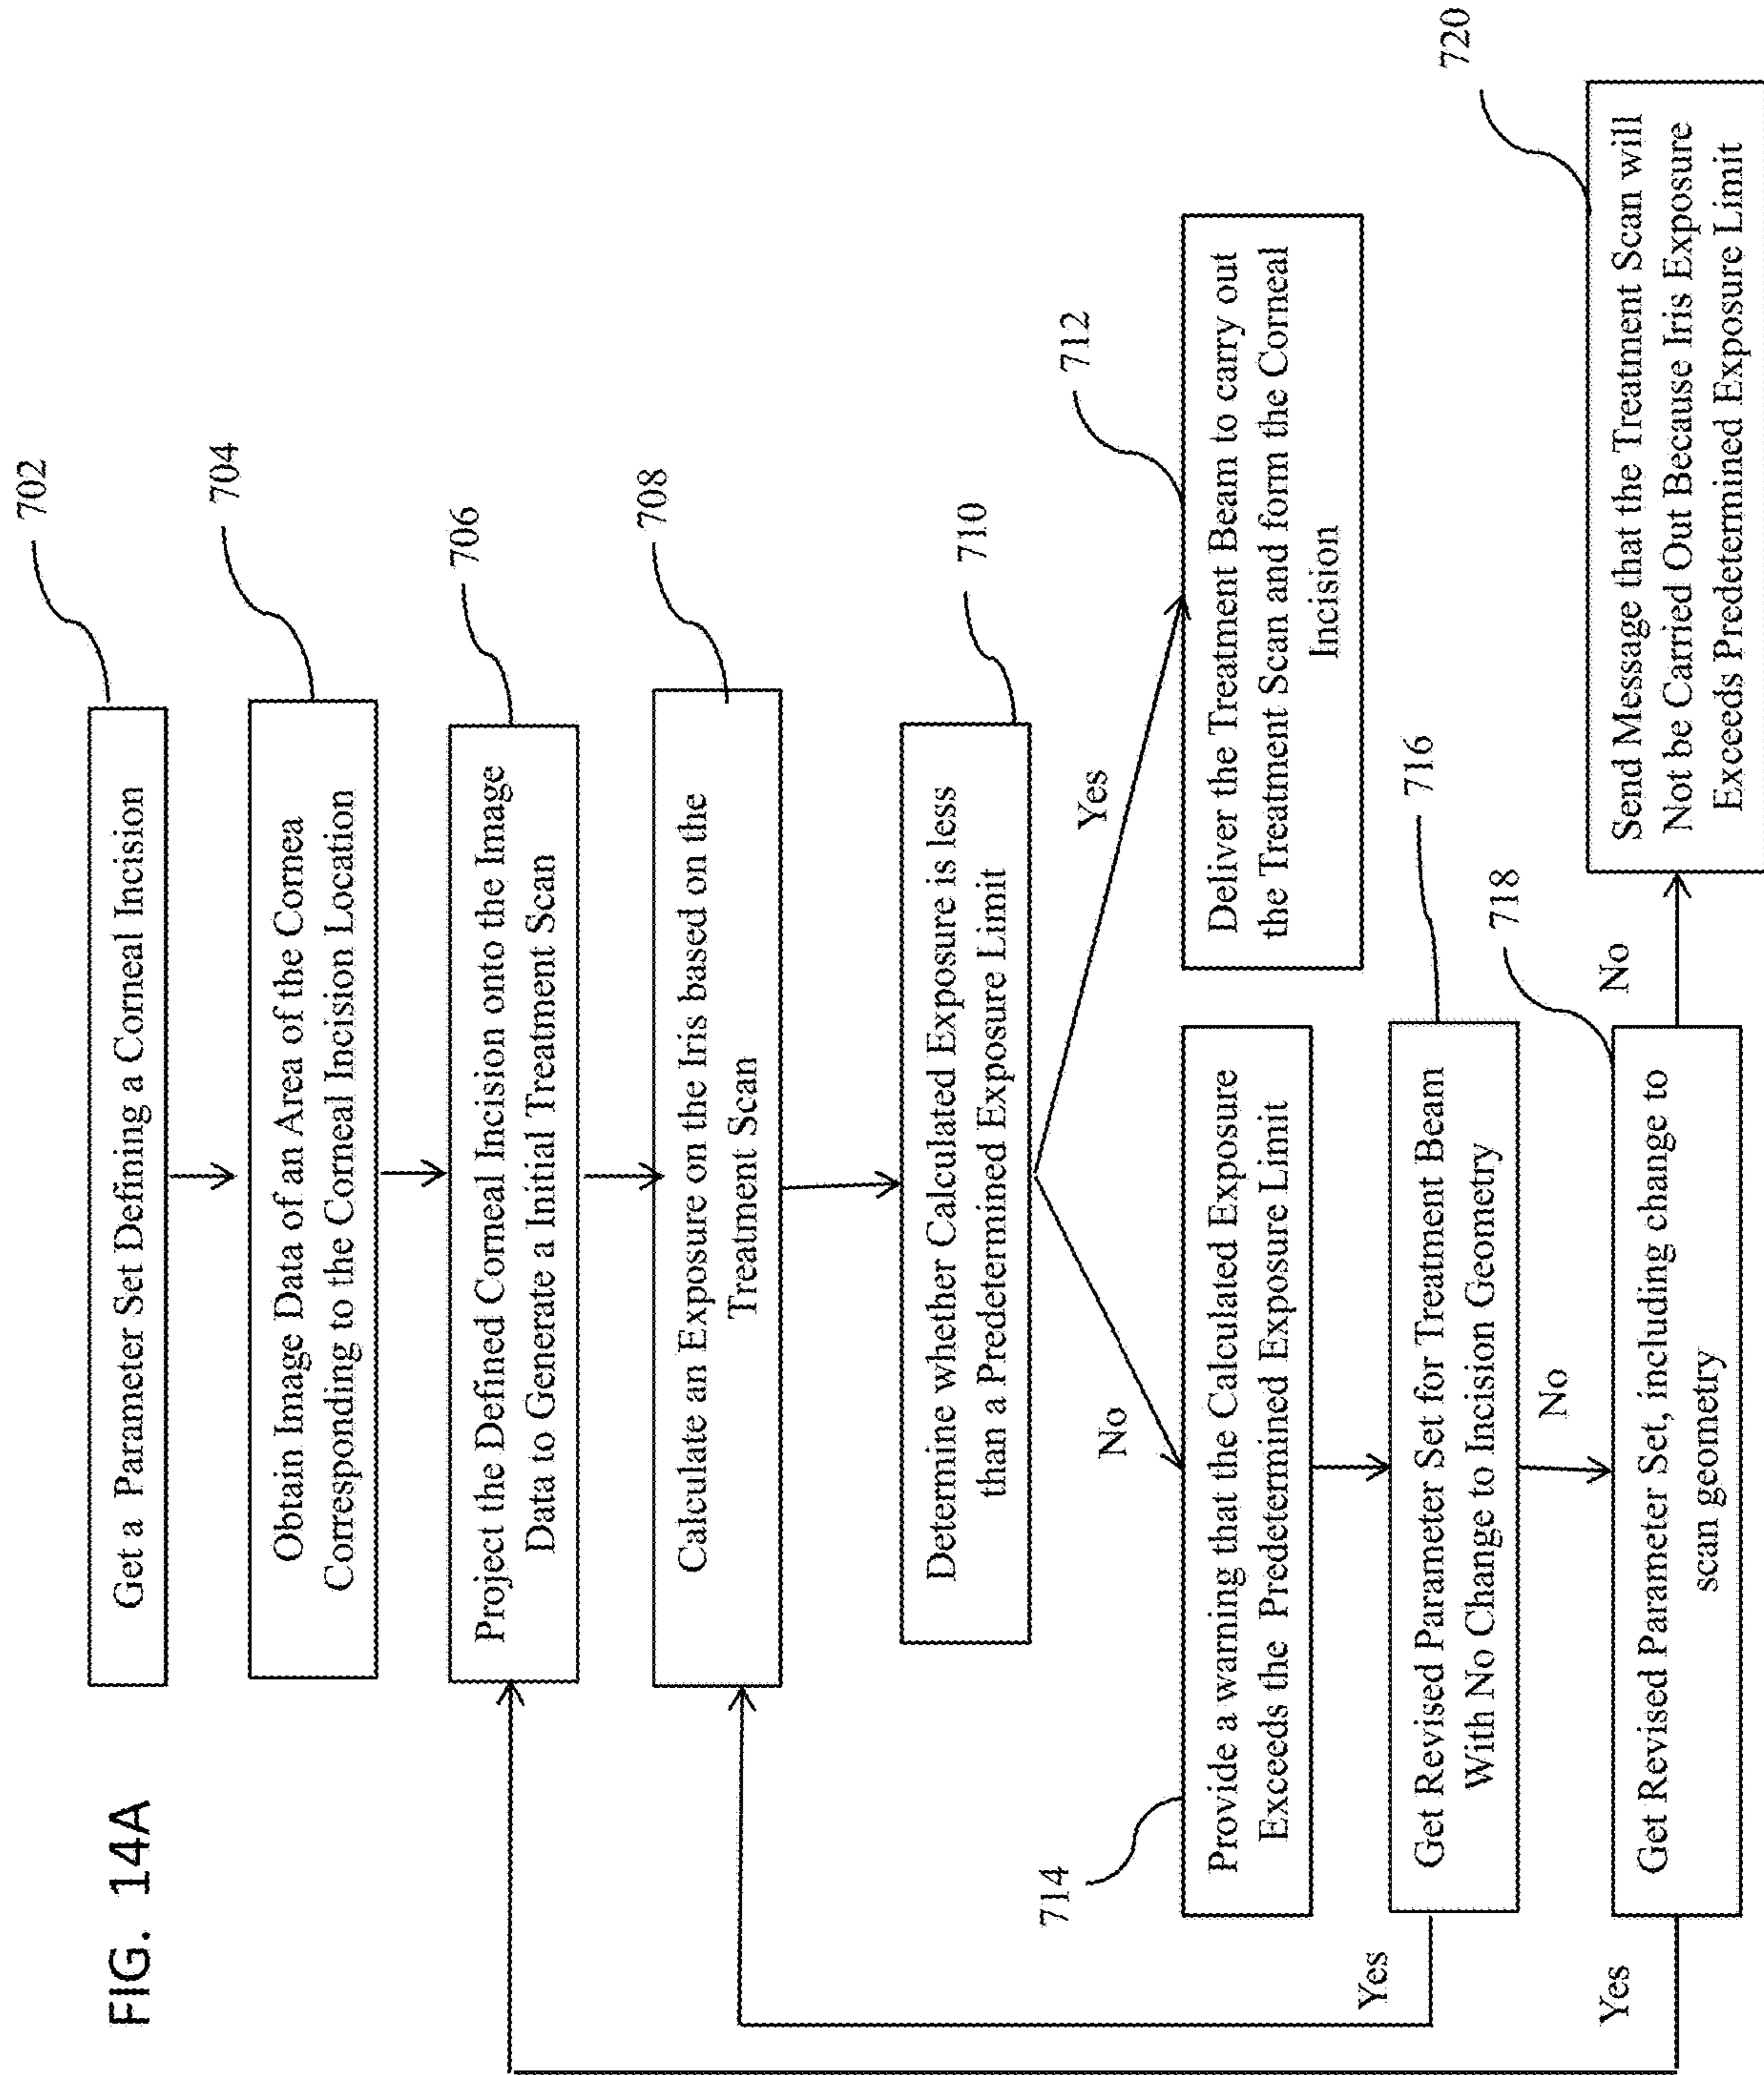 FIG. 14A
702
Get a Parameter Set Defining a Corneal Incision
704
Obtain Image Data of an Area of the Cornea
Corresponding to the Corneal Incision Location
706
Project the Defined Corneal Incision onto the Image
Data to Generate a Initial Treatment Scan
708
Calculate an Exposure on the Iris based on the
Treatment Scan
710
Determine whether Calculated Exposure is less
than a Predetermined Exposure Limit
No
Yes
714
Provide a warning that the Calculated Exposure
Exceeds the Predetermined Exposure Limit
712
Deliver the Treatment Beam to carry out
the Treatment Scan and form the Corneal
Incision
Yes
716
Get Revised Parameter Set for Treatment Beam
With No Change to Incision Geometry
No
Yes
718
Get Revised Parameter Set, including change to
scan geometry
No
720
Send Message that the Treatment Scan will
Not be Carried Out Because Iris Exposure
Exceeds Predetermined Exposure Limit